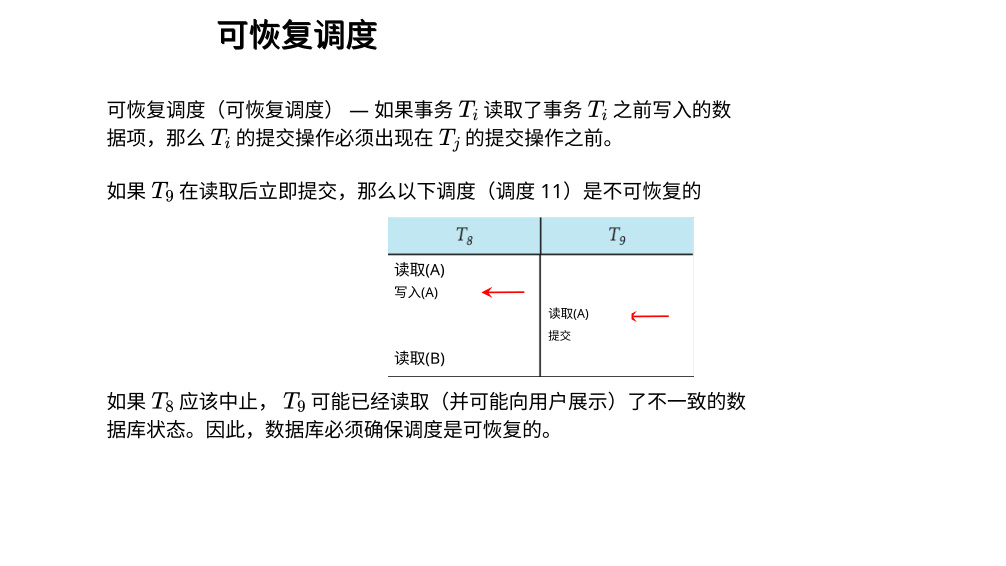 可恢复调度
可恢复调度（可恢复调度） — 如果事务 T_i 读取了事务 T_i 之前写入的数
据项，那么 T_i 的提交操作必须出现在 T_j 的提交操作之前。
如果 T_9 在读取后立即提交，那么以下调度（调度 11）是不可恢复的
T_8 T_9
读取(A)
写入(A)
读取(A)
提交
读取(B)
如果 T_8 应该中止， T_9 可能已经读取（并可能向用户展示）了不一致的数
据库状态。因此，数据库必须确保调度是可恢复的。